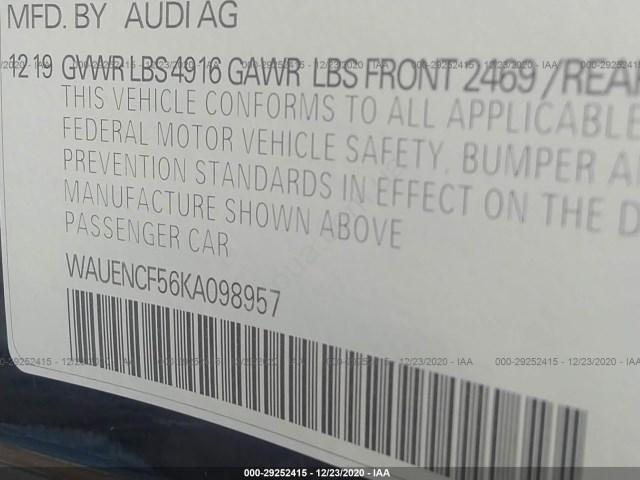 MFD. BY AUDI AG
12 19 GVWR LBS 4916 GAWR LBS FRONT 2469 /REAR
THIS VEHICLE CONFORMS TO ALL APPLICABLE
FEDERAL MOTOR VEHICLE SAFETY, BUMPER
PREVENTION STANDARDS IN EFFECT ON THE
MANUFACTURE SHOWN ABOVE
PASSENGER CAR
WAUENCF56KA098957
000-29252415 - 12/23/2020 - IAA